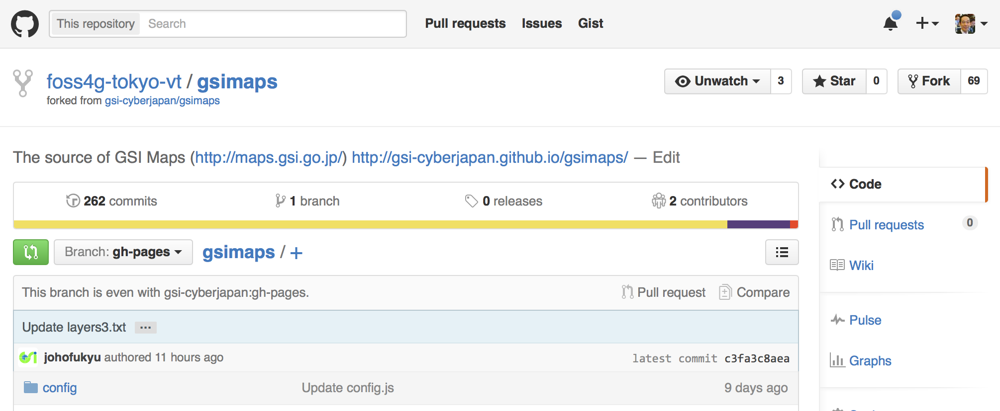 This repository Search Pull requests Issues Gist
foss4g-tokyo-vt / gsimaps
forked from gsi-cyberjapan/gsimaps
Unwatch 3 Star 0 Fork 69
The source of GSI Maps (http://maps.gsi.go.jp/) http://gsi-cyberjapan.github.io/gsimaps/ — Edit
262 commits 1 branch 0 releases 2 contributors
Branch: gh-pages gsimaps / +
This branch is even with gsi-cyberjapan:gh-pages. Pull request Compare
Update layers3.txt ...
johofukyu authored 11 hours ago latest commit c3fa3c8aea
config Update config.js 9 days ago
Code
Pull requests 0
Wiki
Pulse
Graphs